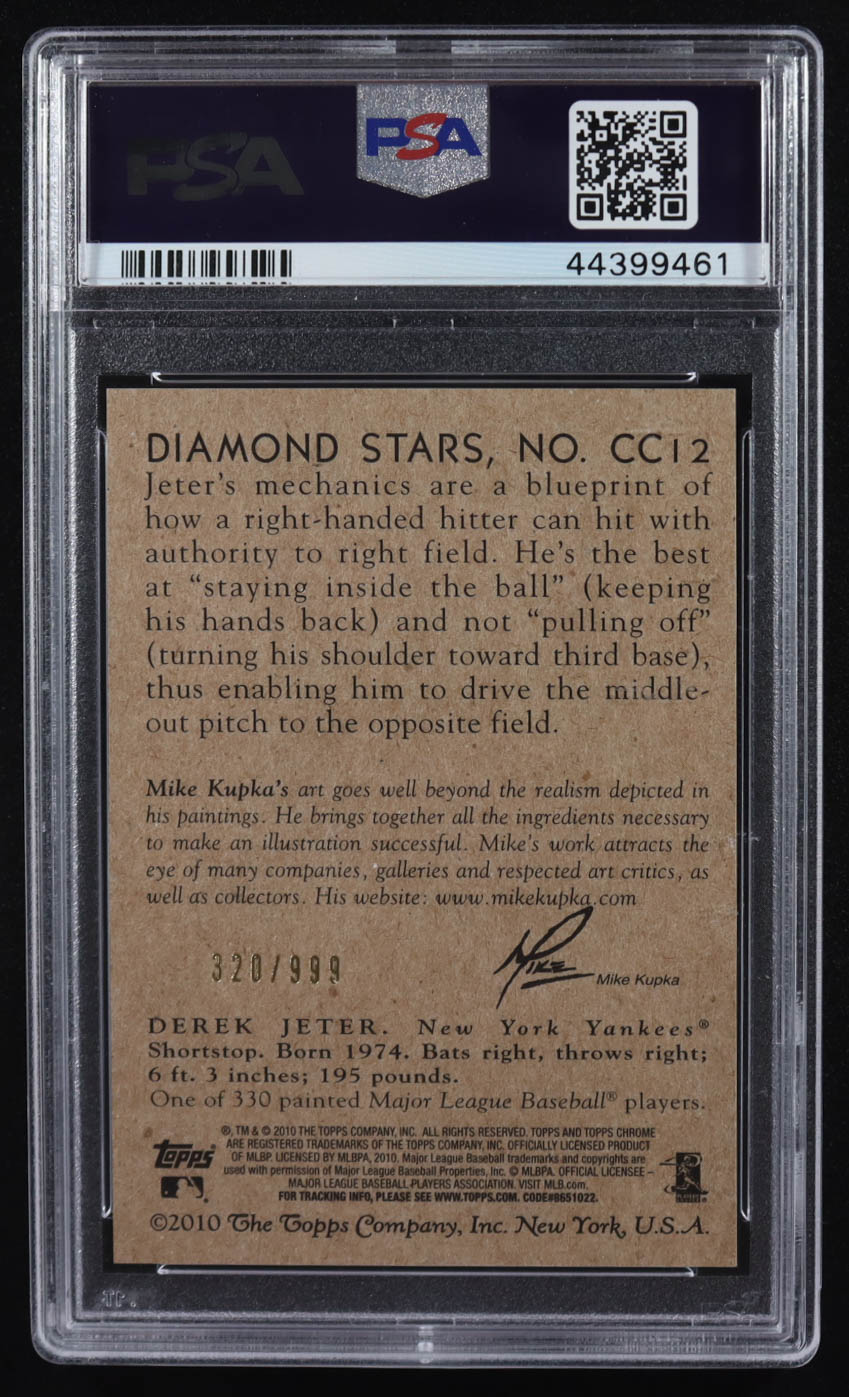 PSA
PSA
44399461
DIAMOND STARS, NO. CC12
Jeter's mechanics are a blueprint of
how a right-handed hitter can hit with
authority to right field. He's the best
at “staying inside the ball” (keeping
his hands back) and not “pulling off”
(turning his shoulder toward third base),
thus enabling him to drive the middle-
out pitch to the opposite field.
Mike Kupka's art goes well beyond the realism depicted in
his paintings. He brings together all the ingredients necessary
to make an illustration successful. Mike's work attracts the
eye of many companies, galleries and respected art critics, as
well as collectors. His website: www.mikekupka.com
320/999
MIKE
Mike Kupka
DEREK JETER. New York Yankees®
Shortstop. Born 1974. Bats right, throws right;
6 ft. 3 inches; 195 pounds.
One of 330 painted Major League Baseball® players.
®, TM & © 2010 THE TOPPS COMPANY, INC. ALL RIGHTS RESERVED. TOPPS AND TOPPS CHROME
ARE REGISTERED TRADEMARKS OF THE TOPPS COMPANY, INC. OFFICIALLY LICENSED PRODUCT
OF MLBP. LICENSED BY MLBPA, 2010. Major League Baseball trademarks and copyrights are
used with permission of Major League Baseball Properties, Inc. © MLBPA. OFFICIAL LICENSEE –
MAJOR LEAGUE BASEBALL PLAYERS ASSOCIATION. VISIT MLB.com.
FOR TRACKING INFO, PLEASE SEE WWW.TOPPS.COM. CODE#8651022.
Topps
©2010 The Topps Company, Inc. New York, U.S.A.